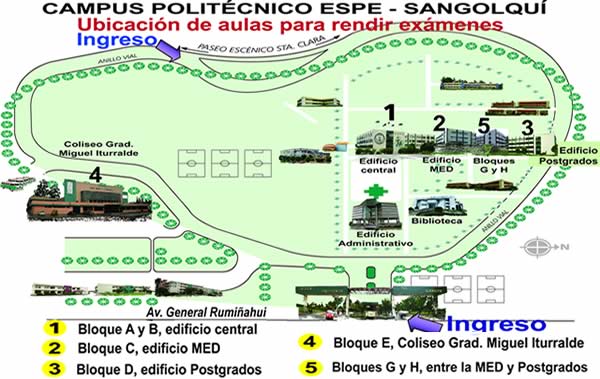 CAMPUS POLITÉCNICO ESPE - SANGOLQUÍ
Ubicación de aulas para rendir exámenes
Ingreso
PASEO ESCÉNICO STA. CLARA
ANILLO VIAL
1
2
5
3
Edificio
central
Edificio
MED
Bloques
G y H
Edificio
Postgrados
Coliseo Grad.
Miguel Iturralde
4
Edificio
Administrativo
Biblioteca
ANILLO VIAL
N
Av. General Rumiñahui
Ingreso
1 Bloque A y B, edificio central
2 Bloque C, edificio MED
3 Bloque D, edificio Postgrados
4 Bloque E, Coliseo Grad. Miguel Iturralde
5 Bloques G y H, entre la MED y Postgrados